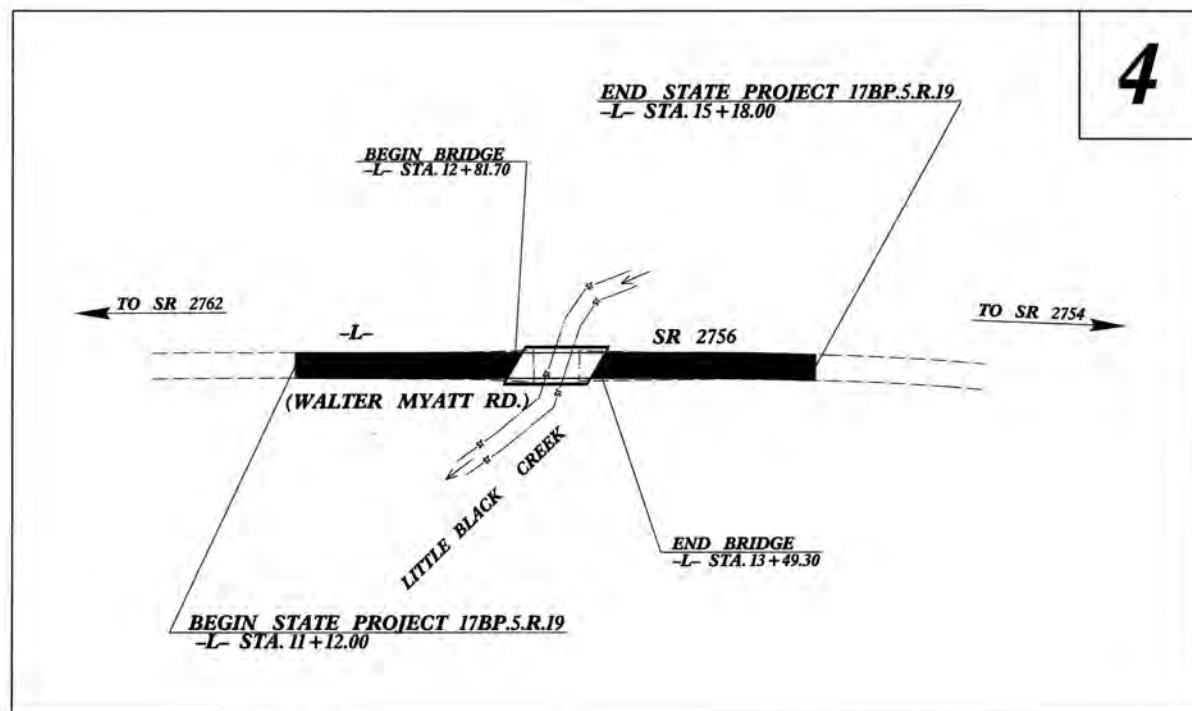 4
END STATE PROJECT 17BP.5.R.19
-L- STA. 15+18.00
BEGIN BRIDGE
-L- STA. 12+81.70
TO SR 2762
TO SR 2754
-L-
SR 2756
(WALTER MYATT RD.)
LITTLE BLACK CREEK
END BRIDGE
-L- STA. 13+49.30
BEGIN STATE PROJECT 17BP.5.R.19
-L- STA. 11+12.00